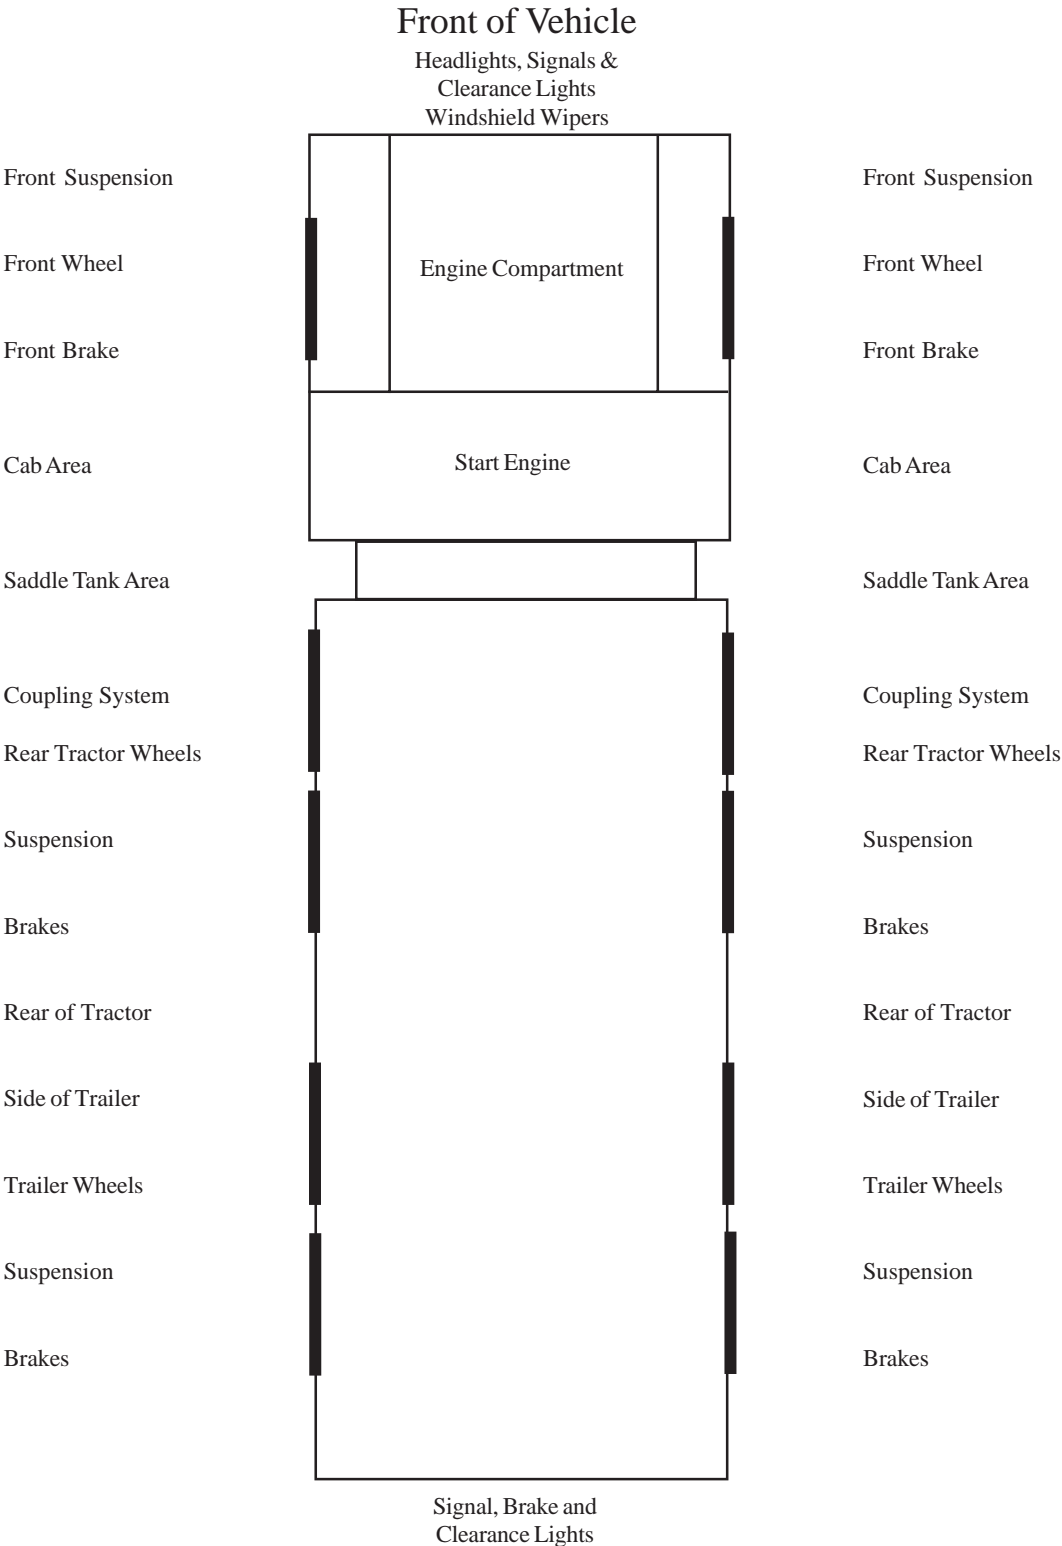 Front of Vehicle
Headlights, Signals &
Clearance Lights
Windshield Wipers
Front Suspension
Front Suspension
Front Wheel
Engine Compartment
Front Wheel
Front Brake
Front Brake
Cab Area
Start Engine
Cab Area
Saddle Tank Area
Saddle Tank Area
Coupling System
Coupling System
Rear Tractor Wheels
Rear Tractor Wheels
Suspension
Suspension
Brakes
Brakes
Rear of Tractor
Rear of Tractor
Side of Trailer
Side of Trailer
Trailer Wheels
Trailer Wheels
Suspension
Suspension
Brakes
Brakes
Signal, Brake and
Clearance Lights